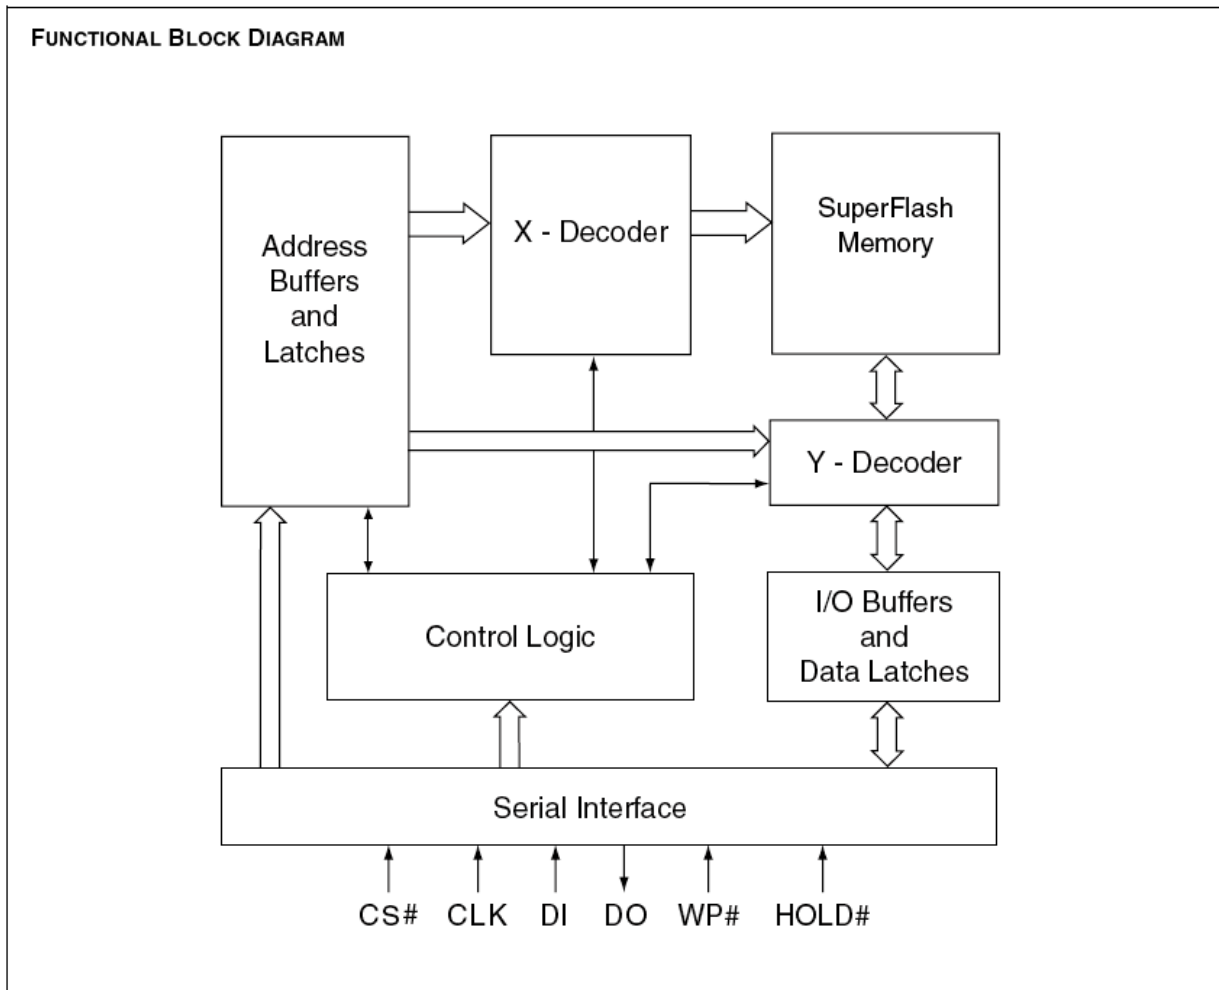 FUNCTIONAL BLOCK DIAGRAM
Address
Buffers
and
Latches
X - Decoder
SuperFlash
Memory
Y - Decoder
Control Logic
I/O Buffers
and
Data Latches
Serial Interface
CS# CLK DI DO WP# HOLD#